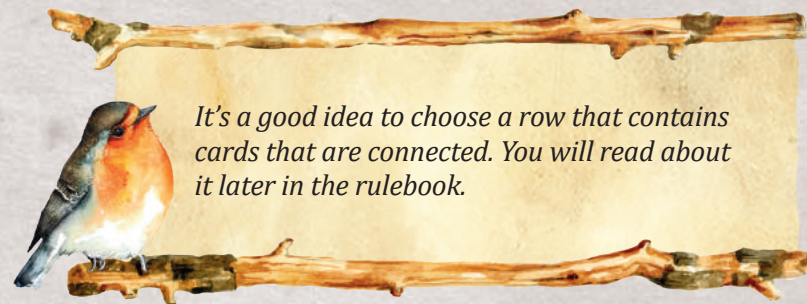 It’s a good idea to choose a row that contains
cards that are connected. You will read about
it later in the rulebook.